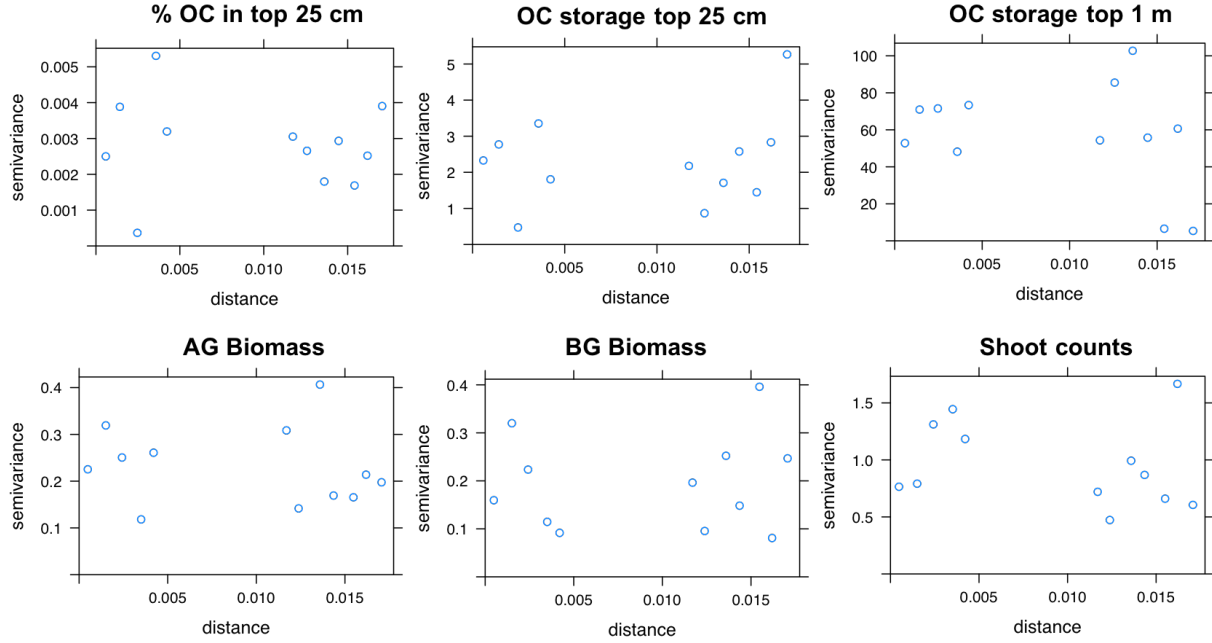 % OC in top 25 cm
semivariance
0.005
0.004
0.003
0.002
0.001
0.005
0.010
0.015
distance
OC storage top 25 cm
semivariance
5
4
3
2
1
0.005
0.010
0.015
distance
OC storage top 1 m
semivariance
100
80
60
40
20
0.005
0.010
0.015
distance
AG Biomass
semivariance
0.4
0.3
0.2
0.1
0.005
0.010
0.015
distance
BG Biomass
semivariance
0.4
0.3
0.2
0.1
0.005
0.010
0.015
distance
Shoot counts
semivariance
1.5
1.0
0.5
0.005
0.010
0.015
distance